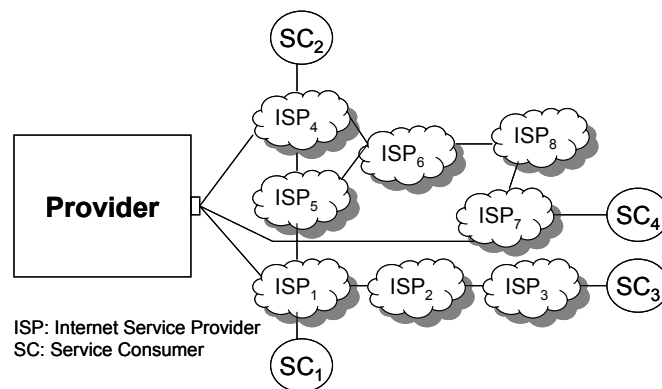 SC₂
ISP₄
ISP₈
ISP₆
Provider
ISP₅
ISP₇
SC₄
ISP₁
ISP₂
ISP₃
SC₃
ISP: Internet Service Provider
SC: Service Consumer
SC₁